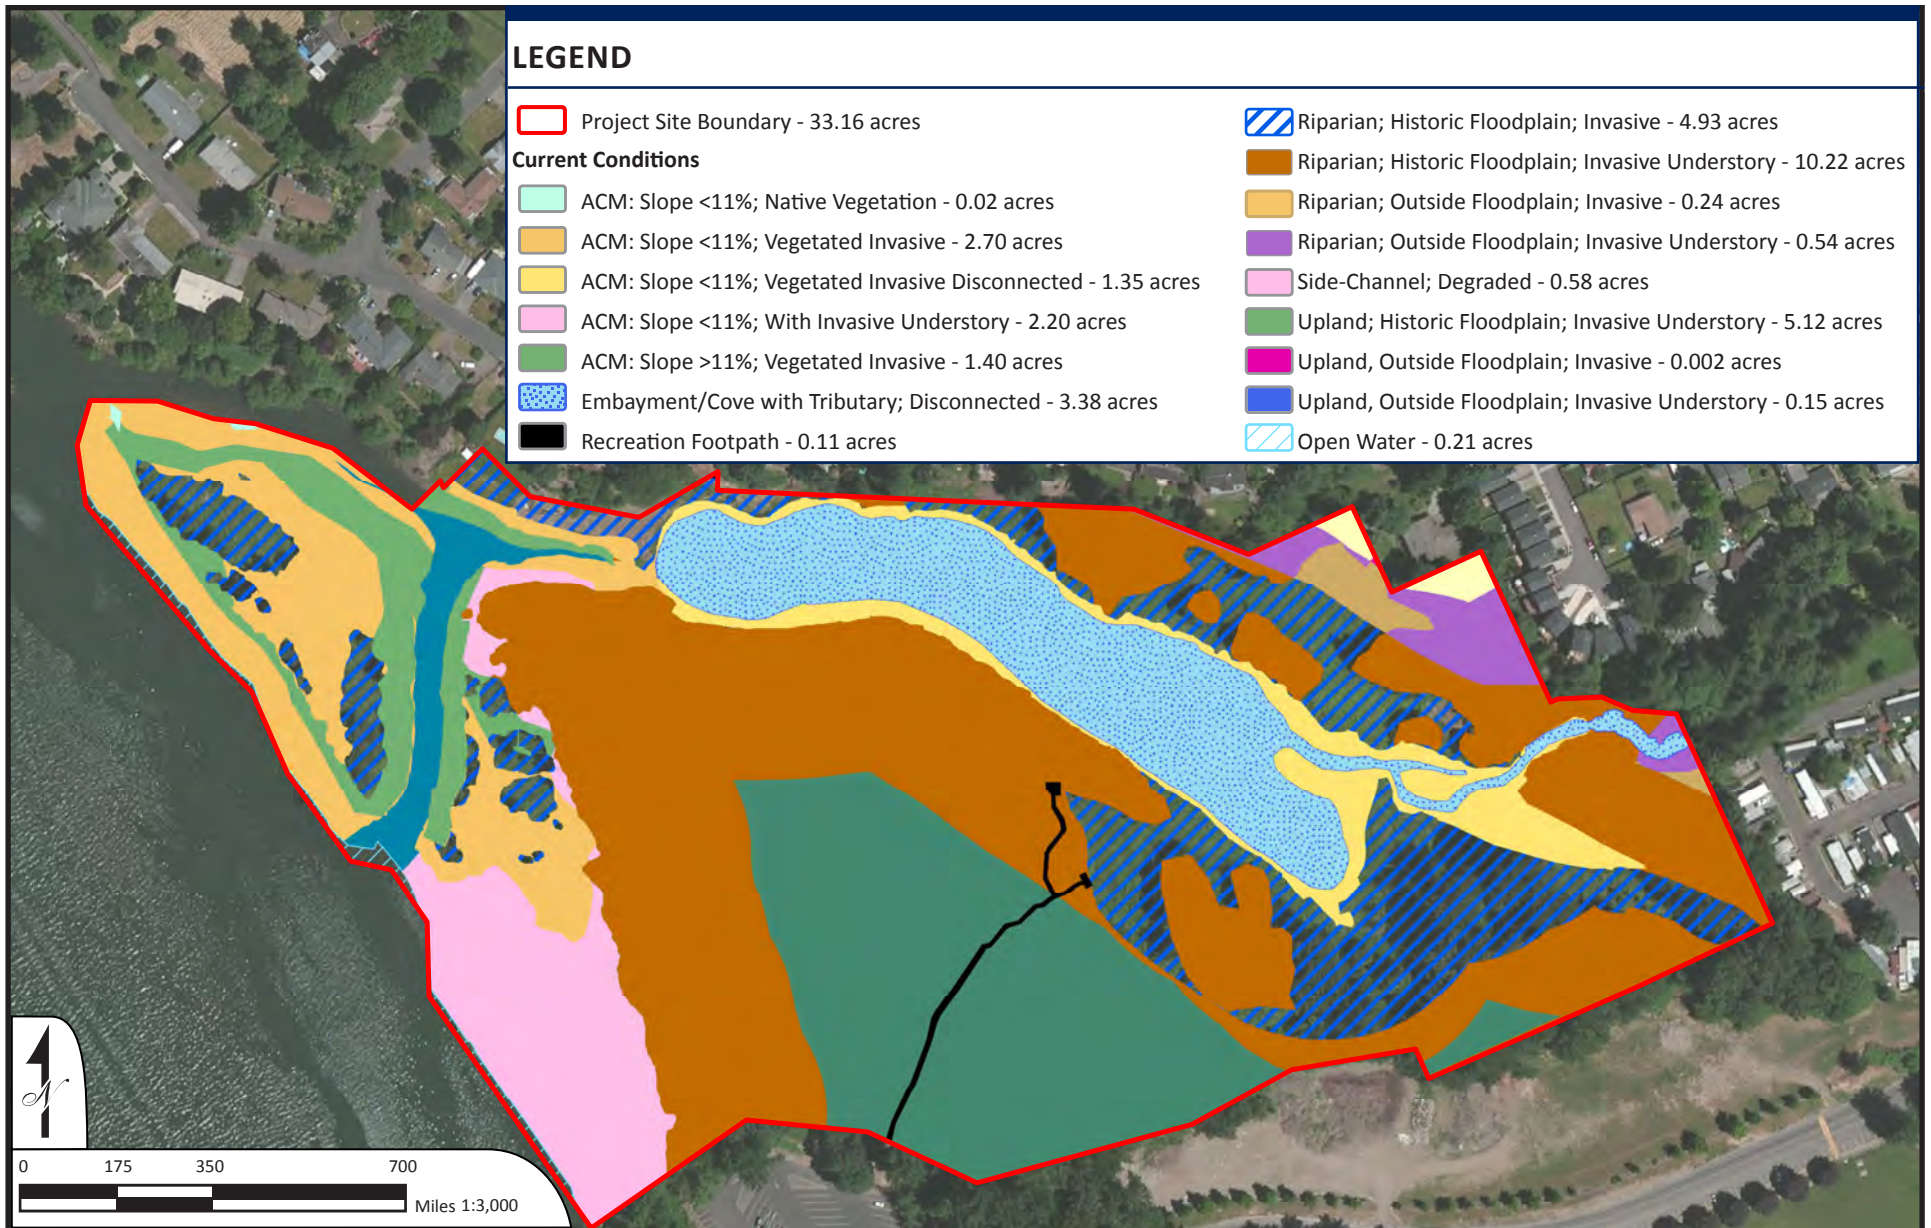 LEGEND
Project Site Boundary - 33.16 acres
Current Conditions
ACM: Slope <11%; Native Vegetation - 0.02 acres
ACM: Slope <11%; Vegetated Invasive - 2.70 acres
ACM: Slope <11%; Vegetated Invasive Disconnected - 1.35 acres
ACM: Slope <11%; With Invasive Understory - 2.20 acres
ACM: Slope >11%; Vegetated Invasive - 1.40 acres
Embayment/Cove with Tributary; Disconnected - 3.38 acres
Recreation Footpath - 0.11 acres
Riparian; Historic Floodplain; Invasive - 4.93 acres
Riparian; Historic Floodplain; Invasive Understory - 10.22 acres
Riparian; Outside Floodplain; Invasive - 0.24 acres
Riparian; Outside Floodplain; Invasive Understory - 0.54 acres
Side-Channel; Degraded - 0.58 acres
Upland; Historic Floodplain; Invasive Understory - 5.12 acres
Upland, Outside Floodplain; Invasive - 0.002 acres
Upland, Outside Floodplain; Invasive Understory - 0.15 acres
Open Water - 0.21 acres
N
0 175 350 700
Miles 1:3,000